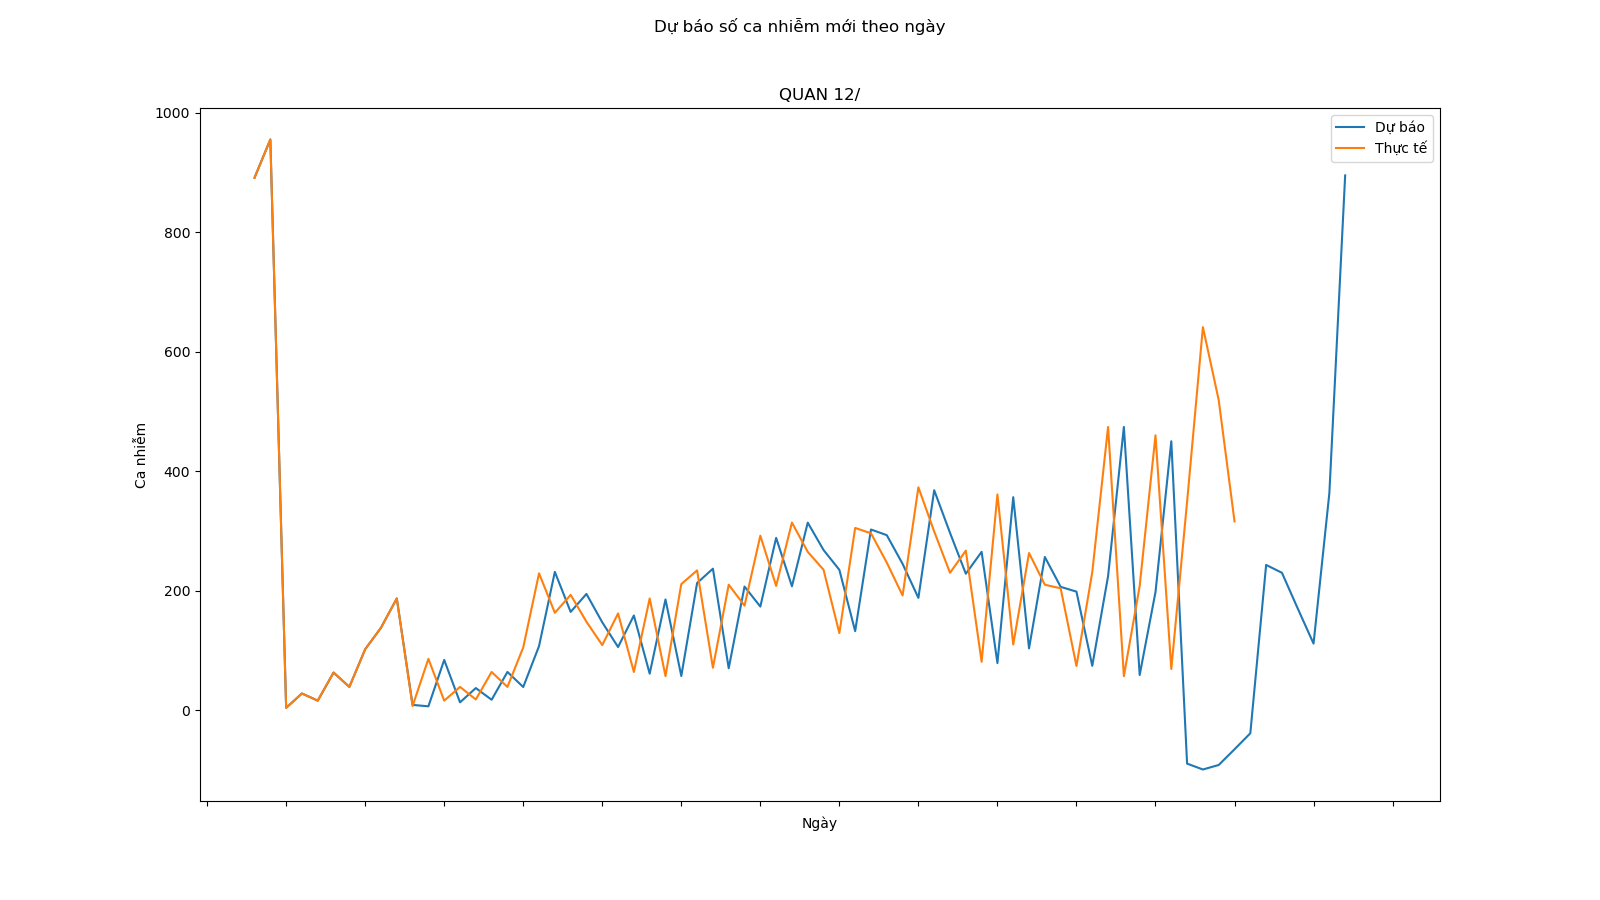 Dự báo số ca nhiễm mới theo ngày
QUAN 12/
1000
800
600
400
200
0
Ca nhiễm
Dự báo
Thực tế
Ngày